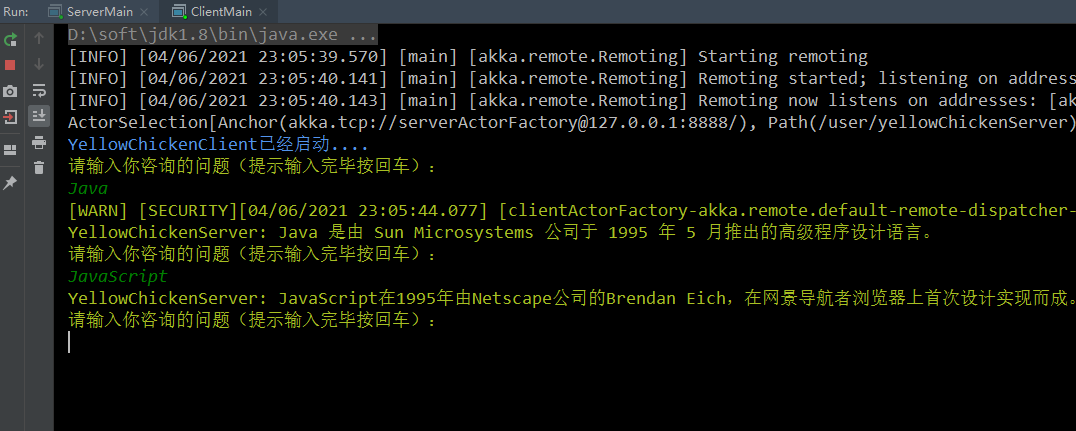 Run: ServerMain ClientMain
D:\soft\jdk1.8\bin\java.exe ...
[INFO] [04/06/2021 23:05:39.570] [main] [akka.remote.Remoting] Starting remoting
[INFO] [04/06/2021 23:05:40.141] [main] [akka.remote.Remoting] Remoting started; listening on address
[INFO] [04/06/2021 23:05:40.143] [main] [akka.remote.Remoting] Remoting now listens on addresses: [ak
ActorSelection[Anchor(akka.tcp://serverActorFactory@127.0.0.1:8888/), Path(/user/yellowChickenServer)
YellowChickenClient已经启动....
请输入你咨询的问题（提示输入完毕按回车）：
Java
[WARN] [SECURITY][04/06/2021 23:05:44.077] [clientActorFactory-akka.remote.default-remote-dispatcher-
YellowChickenServer: Java 是由 Sun Microsystems 公司于 1995 年 5 月推出的高级程序设计语言。
请输入你咨询的问题（提示输入完毕按回车）：
JavaScript
YellowChickenServer: JavaScript在1995年由Netscape公司的Brendan Eich，在网景导航者浏览器上首次设计实现而成。
请输入你咨询的问题（提示输入完毕按回车）：